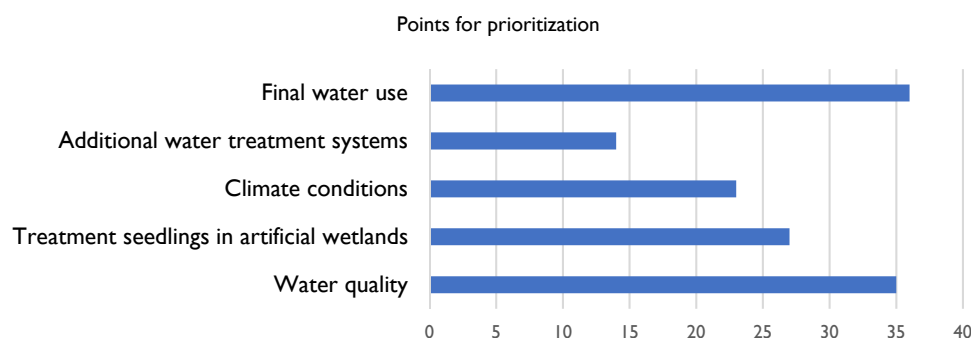 Points for prioritization
Final water use
Additional water treatment systems
Climate conditions
Treatment seedlings in artificial wetlands
Water quality
0 5 10 15 20 25 30 35 40